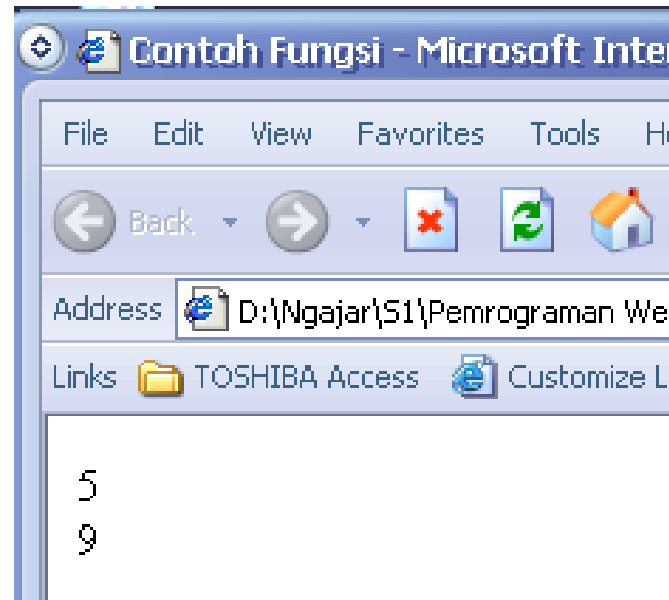 Contoh Fungsi - Microsoft Inte
File Edit View Favorites Tools
Back
Address D:\Ngajar\S1\Pemrograman We
Links TOSHIBA Access Customize L
5
9